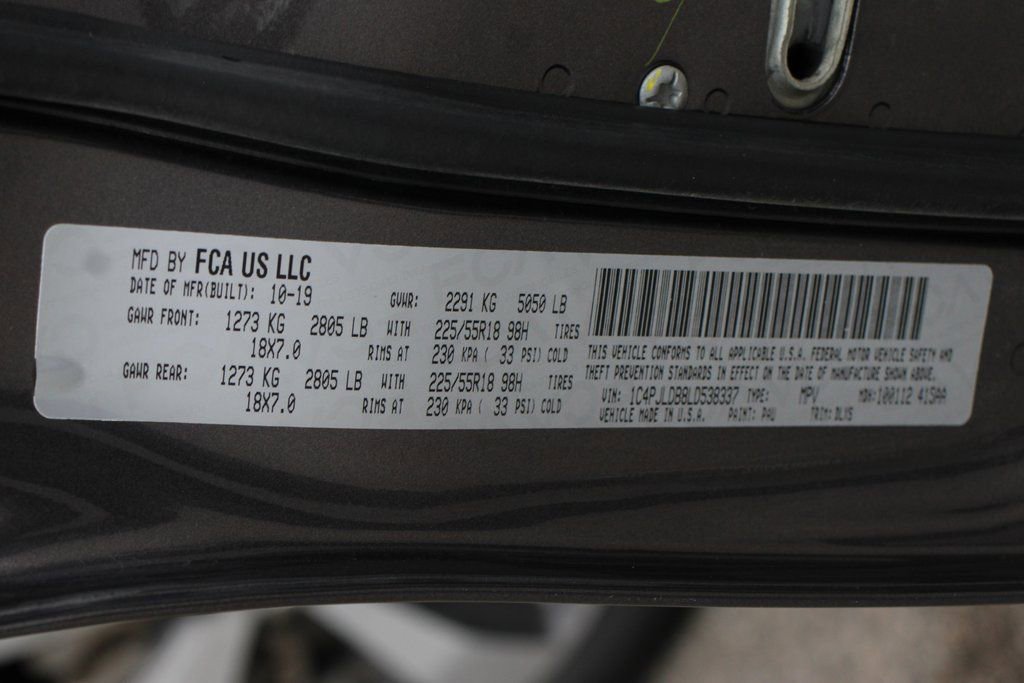 MFD BY FCA US LLC
DATE OF MFR(BUILT): 10-19 GVWR: 2291 KG 5050 LB
GAWR FRONT: 1273 KG 2805 LB WITH 225/55R18 98H TIRES
18X7.0 RIMS AT 230 KPA ( 33 PSI) COLD
GAWR REAR: 1273 KG 2805 LB WITH 225/55R18 98H TIRES
18X7.0 RIMS AT 230 KPA ( 33 PSI) COLD
THIS VEHICLE CONFORMS TO ALL APPLICABLE U.S.A. FEDERAL MOTOR VEHICLE SAFETY AND
THEFT PREVENTION STANDARDS IN EFFECT ON THE DATE OF MANUFACTURE SHOWN ABOVE.
VIN: 1C4PJLDB8LD538337 TYPE: MPV MDH: 100112 415AA
VEHICLE MADE IN U.S.A. PAINT: PAU TRIM: